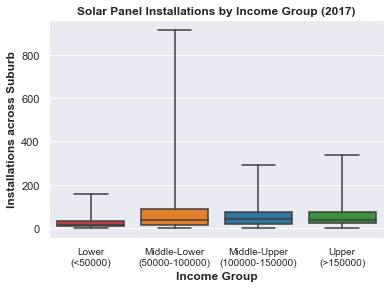 Solar Panel Installations by Income Group (2017)
Installations across Suburb
800
600
400
200
0
Lower
(<50000)
Middle-Lower
(50000-100000)
Middle-Upper
(100000-150000)
Upper
(>150000)
Income Group